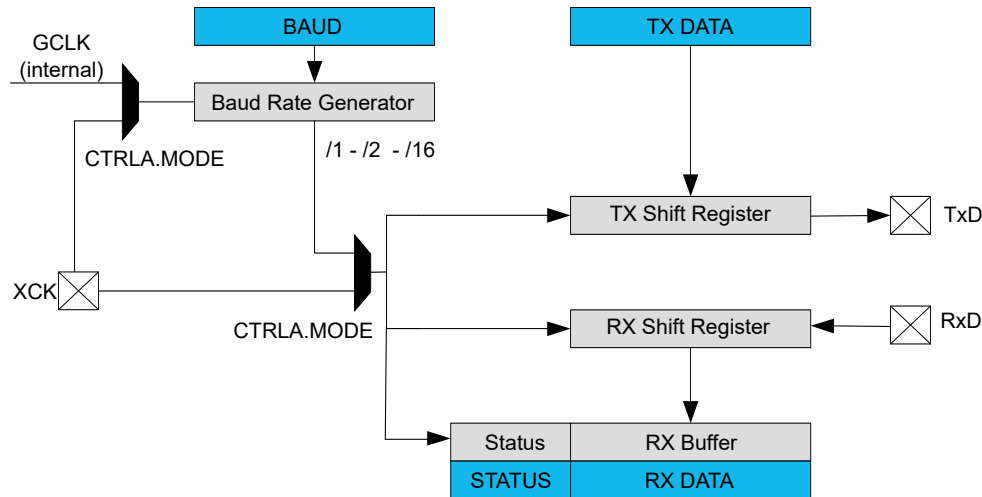 BAUD
TX DATA
GCLK
(internal)
Baud Rate Generator
CTRLA.MODE
/1 - /2 - /16
TX Shift Register
TxD
XCK
CTRLA.MODE
RX Shift Register
RxD
Status
RX Buffer
STATUS
RX DATA